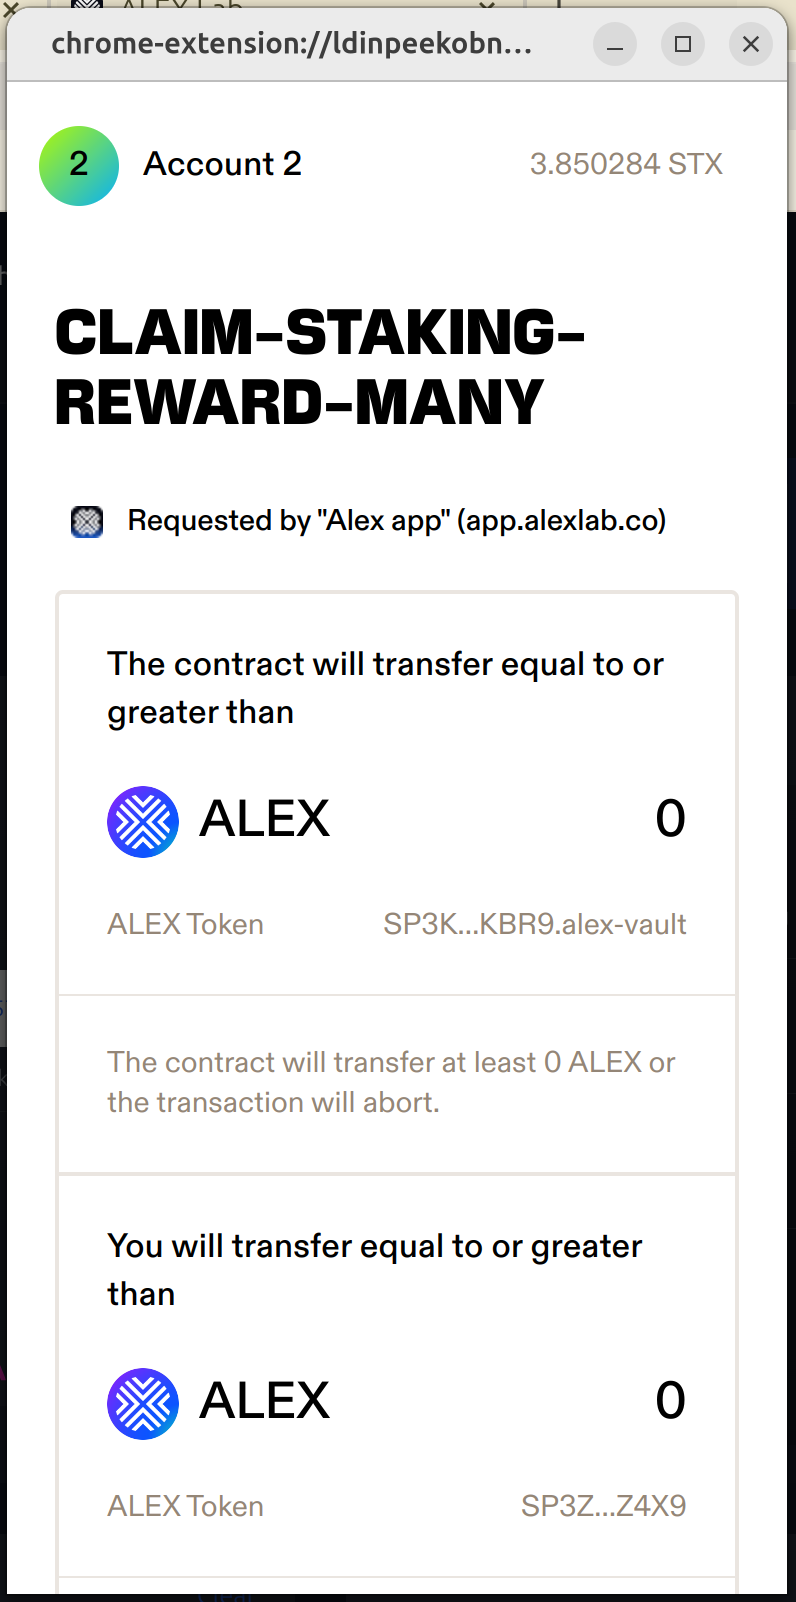 chrome-extension://ldinpeekobn...
2 Account 2 3.850284 STX
CLAIM-STAKING-
REWARD-MANY
Requested by "Alex app" (app.alexlab.co)
The contract will transfer equal to or
greater than
ALEX 0
ALEX Token SP3K...KBR9.alex-vault
The contract will transfer at least 0 ALEX or
the transaction will abort.
You will transfer equal to or greater
than
ALEX 0
ALEX Token SP3Z...Z4X9